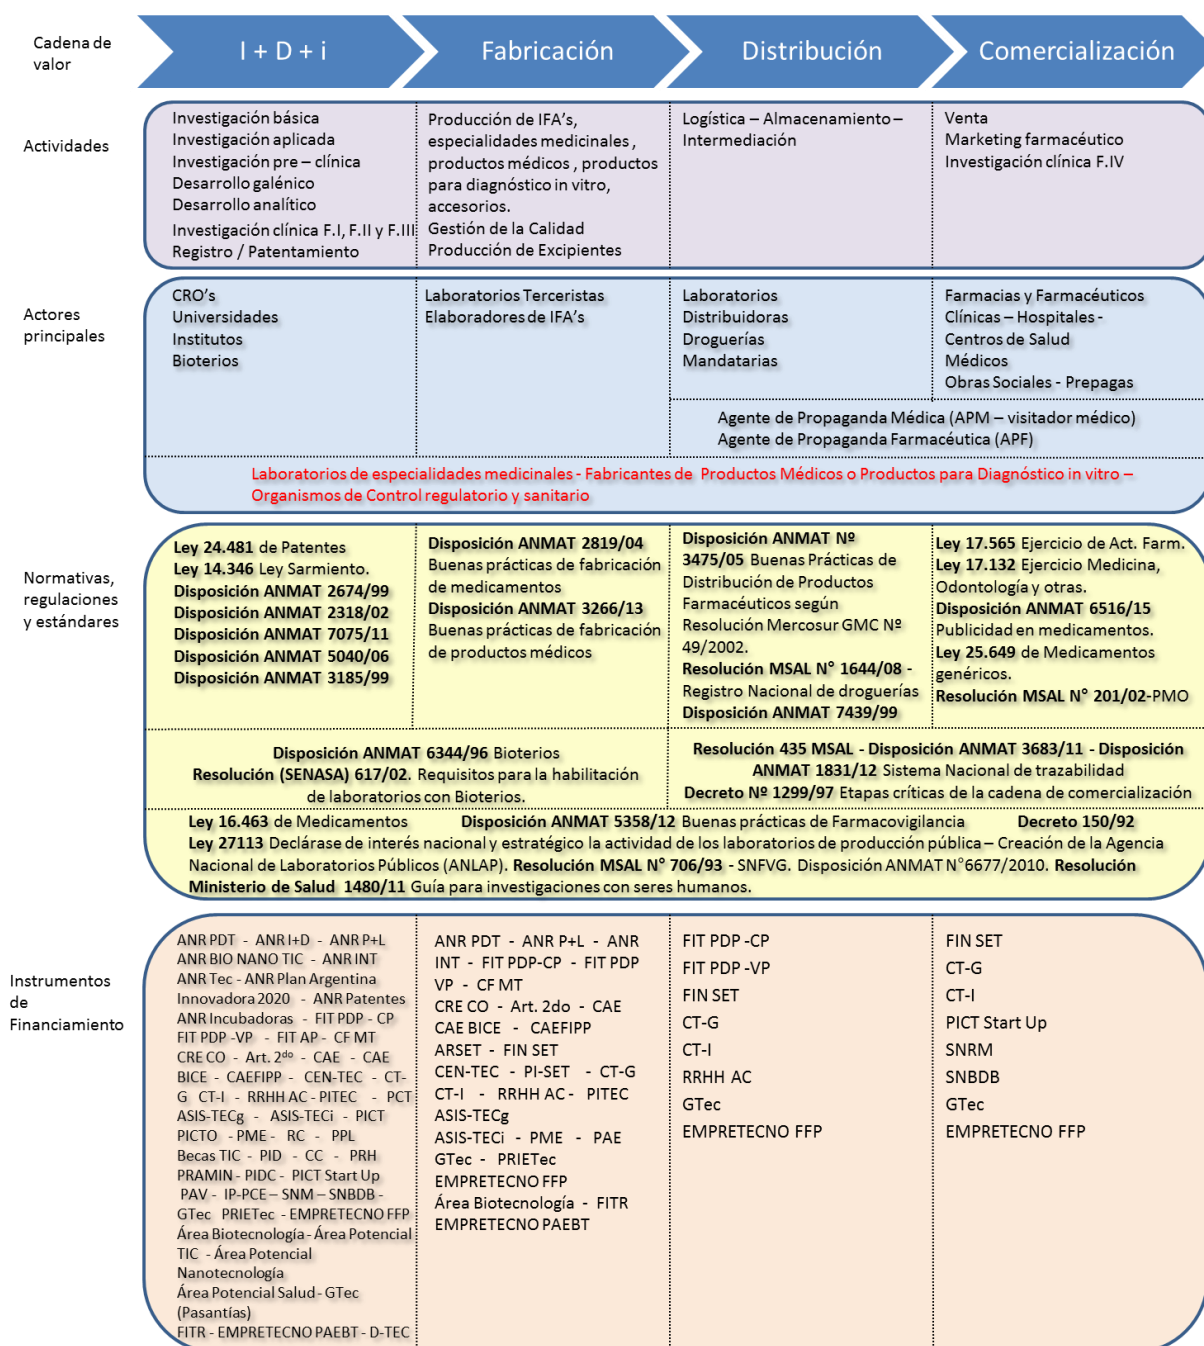 Cadena de
valor
I + D + i
Fabricación
Distribución
Comercialización
Actividades
Investigación básica
Investigación aplicada
Investigación pre – clínica
Desarrollo galénico
Desarrollo analítico
Investigación clínica F.I, F.II y F.III
Registro / Patentamiento
Producción de IFA's,
especialidades medicinales ,
productos médicos , productos
para diagnóstico in vitro,
accesorios.
Gestión de la Calidad
Producción de Excipientes
Logística – Almacenamiento –
Intermediación
Venta
Marketing farmacéutico
Investigación clínica F.IV
Actores
principales
CRO's
Universidades
Institutos
Bioterios
Laboratorios Terceristas
Elaboradores de IFA's
Laboratorios
Distribuidoras
Droguerías
Mandatarias
Farmacias y Farmacéuticos
Clínicas – Hospitales -
Centros de Salud
Médicos
Obras Sociales - Prepagas
Agente de Propaganda Médica (APM – visitador médico)
Agente de Propaganda Farmacéutica (APF)
Laboratorios de especialidades medicinales - Fabricantes de Productos Médicos o Productos para Diagnóstico in vitro –
Organismos de Control regulatorio y sanitario
Normativas,
regulaciones
y estándares
Ley 24.481 de Patentes
Ley 14.346 Ley Sarmiento.
Disposición ANMAT 2674/99
Disposición ANMAT 2318/02
Disposición ANMAT 7075/11
Disposición ANMAT 5040/06
Disposición ANMAT 3185/99
Disposición ANMAT 2819/04
Buenas prácticas de fabricación
de medicamentos
Disposición ANMAT 3266/13
Buenas prácticas de fabricación
de productos médicos
Disposición ANMAT Nº
3475/05 Buenas Prácticas de
Distribución de Productos
Farmacéuticos según
Resolución Mercosur GMC Nº
49/2002.
Resolución MSAL N° 1644/08 -
Registro Nacional de droguerías
Disposición ANMAT 7439/99
Ley 17.565 Ejercicio de Act. Farm.
Ley 17.132 Ejercicio Medicina,
Odontología y otras.
Disposición ANMAT 6516/15
Publicidad en medicamentos.
Ley 25.649 de Medicamentos
genéricos.
Resolución MSAL N° 201/02-PMO
Disposición ANMAT 6344/96 Bioterios
Resolución (SENASA) 617/02. Requisitos para la habilitación
de laboratorios con Bioterios.
Resolución 435 MSAL - Disposición ANMAT 3683/11 - Disposición
ANMAT 1831/12 Sistema Nacional de trazabilidad
Decreto Nº 1299/97 Etapas críticas de la cadena de comercialización
Ley 16.463 de Medicamentos Disposición ANMAT 5358/12 Buenas prácticas de Farmacovigilancia Decreto 150/92
Ley 27113 Declárase de interés nacional y estratégico la actividad de los laboratorios de producción pública – Creación de la Agencia
Nacional de Laboratorios Públicos (ANLAP). Resolución MSAL N° 706/93 - SNFVG. Disposición ANMAT N°6677/2010. Resolución
Ministerio de Salud 1480/11 Guía para investigaciones con seres humanos.
Instrumentos
de
Financiamiento
ANR PDT - ANR I+D - ANR P+L
ANR BIO NANO TIC - ANR INT
ANR Tec - ANR Plan Argentina
Innovadora 2020 - ANR Patentes
ANR Incubadoras - FIT PDP - CP
FIT PDP -VP - FIT AP - CF MT
CRE CO - Art. 2do - CAE - CAE
BICE - CAEFIPP - CEN-TEC - CT-
G CT-I - RRHH AC - PITEC - PCT
ASIS-TECg - ASIS-TECi - PICT
PICTO - PME - RC - PPL
Becas TIC - PID - CC - PRH
PRAMIN - PIDC - PICT Start Up
PAV - IP-PCE – SNM – SNBDB -
GTec PRIETec - EMPRETECNO FFP
Área Biotecnología - Área Potencial
TIC - Área Potencial
Nanotecnología
Área Potencial Salud - GTec
(Pasantías)
FITR - EMPRETECNO PAEBT - D-TEC
ANR PDT - ANR P+L - ANR
INT - FIT PDP-CP - FIT PDP
VP - CF MT
CRE CO - Art. 2do - CAE
CAE BICE - CAEFIPP
ARSET - FIN SET
CEN-TEC - PI-SET - CT-G
CT-I - RRHH AC - PITEC
ASIS-TECg
ASIS-TECi - PME - PAE
GTec - PRIETec
EMPRETECNO FFP
Área Biotecnología - FITR
EMPRETECNO PAEBT
FIT PDP -CP
FIT PDP -VP
FIN SET
CT-G
CT-I
RRHH AC
GTec
EMPRETECNO FFP
FIN SET
CT-G
CT-I
PICT Start Up
SNRM
SNBDB
GTec
EMPRETECNO FFP